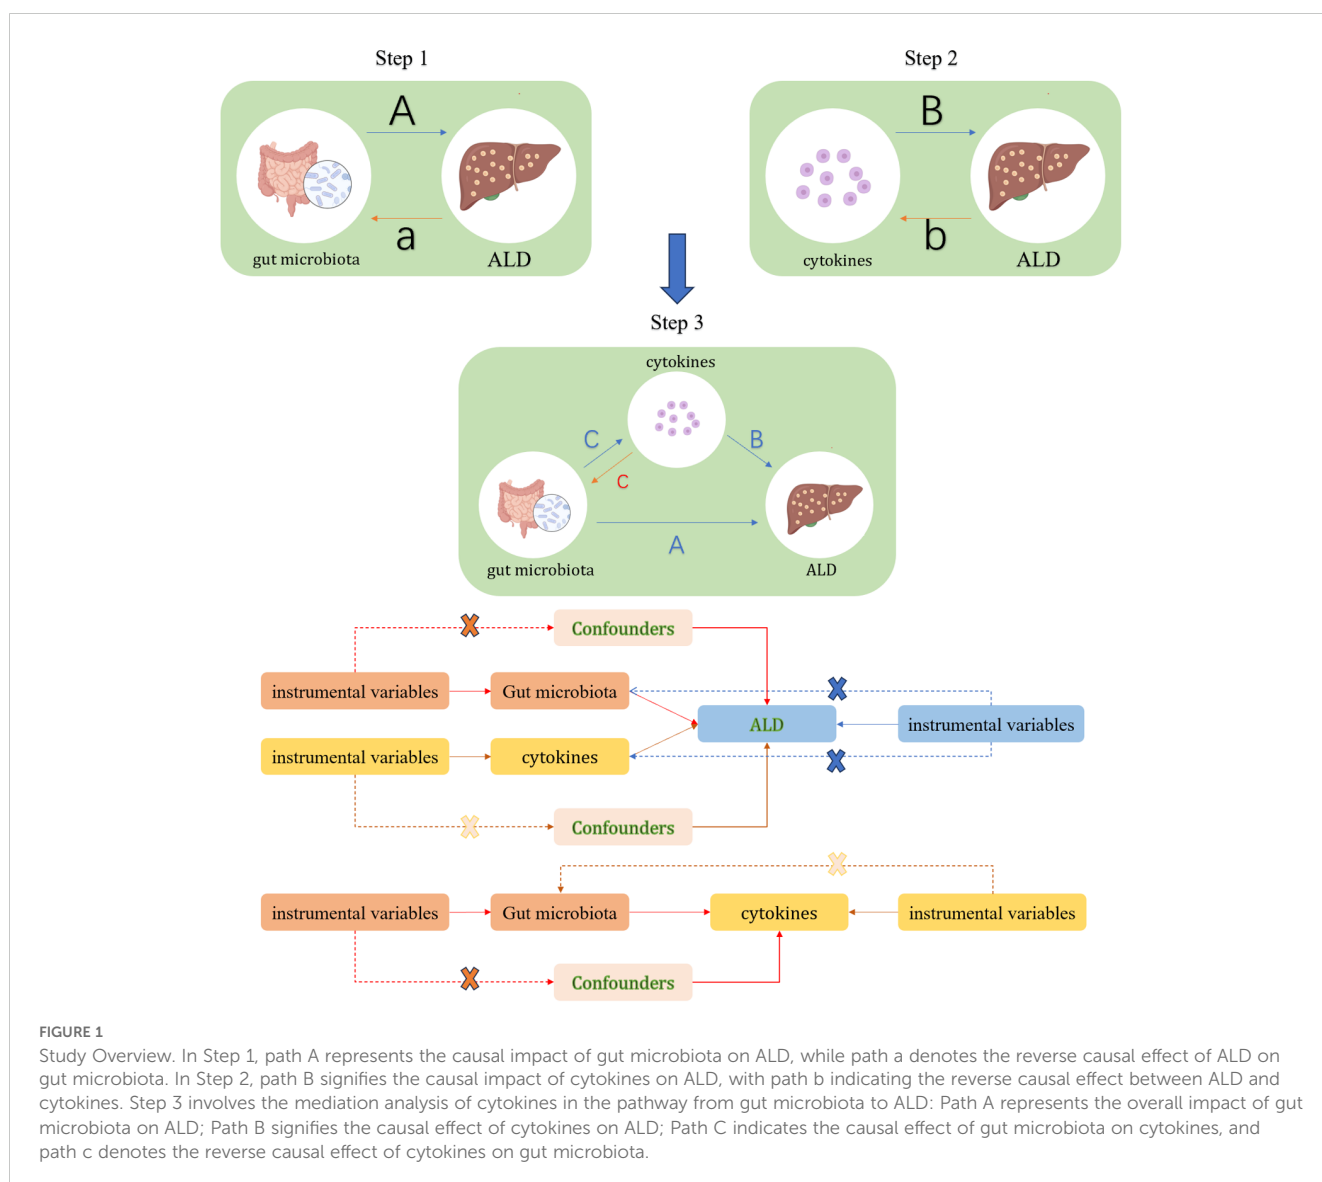 Step 1
Step 2
A
B
a
b
gut microbiota
ALD
cytokines
ALD
Step 3
cytokines
C
B
C
A
gut microbiota
ALD
Confounders
instrumental variables
Gut microbiota
ALD
instrumental variables
instrumental variables
cytokines
Confounders
instrumental variables
Gut microbiota
cytokines
instrumental variables
Confounders
FIGURE 1
Study Overview. In Step 1, path A represents the causal impact of gut microbiota on ALD, while path a denotes the reverse causal effect of ALD on
gut microbiota. In Step 2, path B signifies the causal impact of cytokines on ALD, with path b indicating the reverse causal effect between ALD and
cytokines. Step 3 involves the mediation analysis of cytokines in the pathway from gut microbiota to ALD: Path A represents the overall impact of gut
microbiota on ALD; Path B signifies the causal effect of cytokines on ALD; Path C indicates the causal effect of gut microbiota on cytokines, and
path c denotes the reverse causal effect of cytokines on gut microbiota.